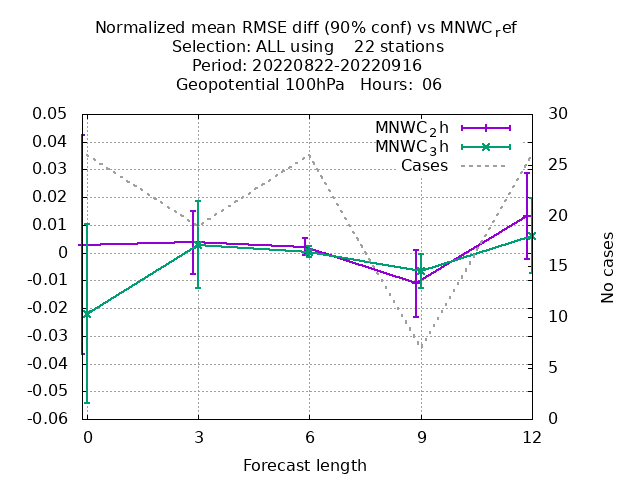 Normalized mean RMSE diff (90% conf) vs MNWC_ref
Selection: ALL using    22 stations
Period: 20220822-20220916
Geopotential 100hPa   Hours:  06
MNWC_2h
MNWC_3h
Cases
0.05
0.04
0.03
0.02
0.01
0
-0.01
-0.02
-0.03
-0.04
-0.05
-0.06
30
25
20
15
10
5
0
No cases
0 3 6 9 12
Forecast length